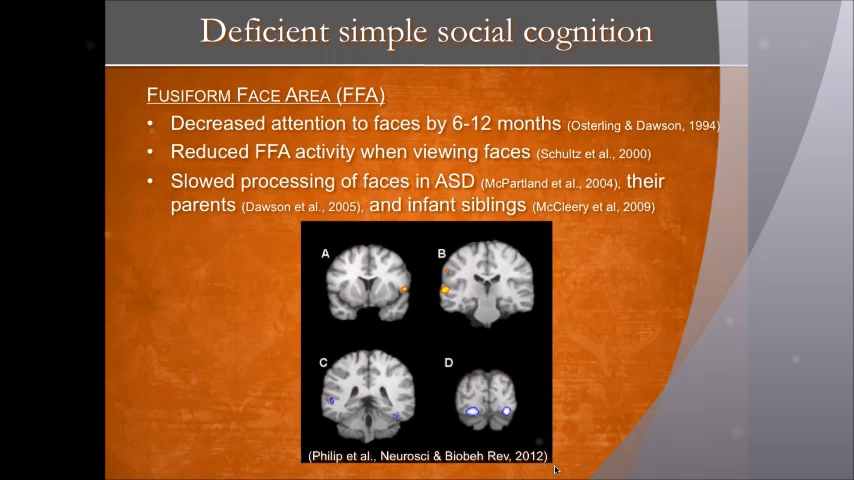 Deficient simple social cognition
FUSIFORM FACE AREA (FFA)
• Decreased attention to faces by 6-12 months (Osterling & Dawson, 1994)
• Reduced FFA activity when viewing faces (Schultz et al., 2000)
• Slowed processing of faces in ASD (McPartland et al., 2004), their
parents (Dawson et al., 2005), and infant siblings (McCleery et al, 2009)
A B
C D
(Philip et al., Neurosci & Biobeh Rev, 2012)